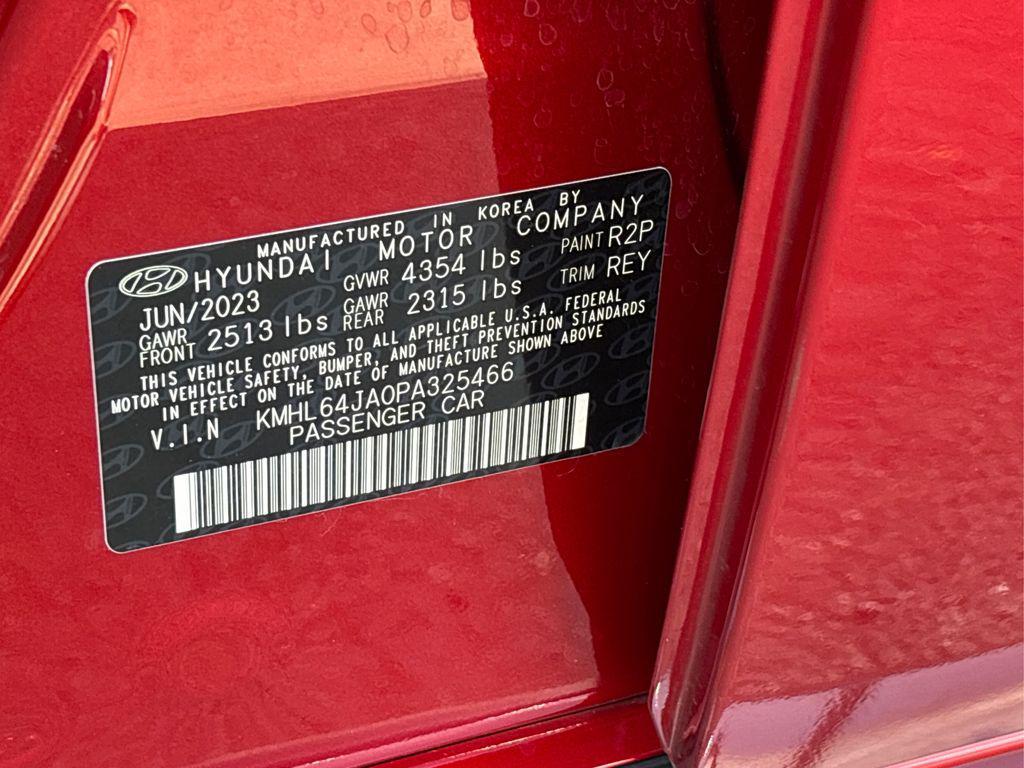 MANUFACTURED IN KOREA BY
HYUNDAI MOTOR COMPANY
JUN/2023 GVWR 4354 lbs PAINT R2P
GAWR FRONT 2513 lbs GAWR REAR 2315 lbs TRIM REY
THIS VEHICLE CONFORMS TO ALL APPLICABLE U.S.A. FEDERAL
MOTOR VEHICLE SAFETY, BUMPER, AND THEFT PREVENTION STANDARDS
IN EFFECT ON THE DATE OF MANUFACTURE SHOWN ABOVE
V.I.N KMHL64JA0PA325466
PASSENGER CAR